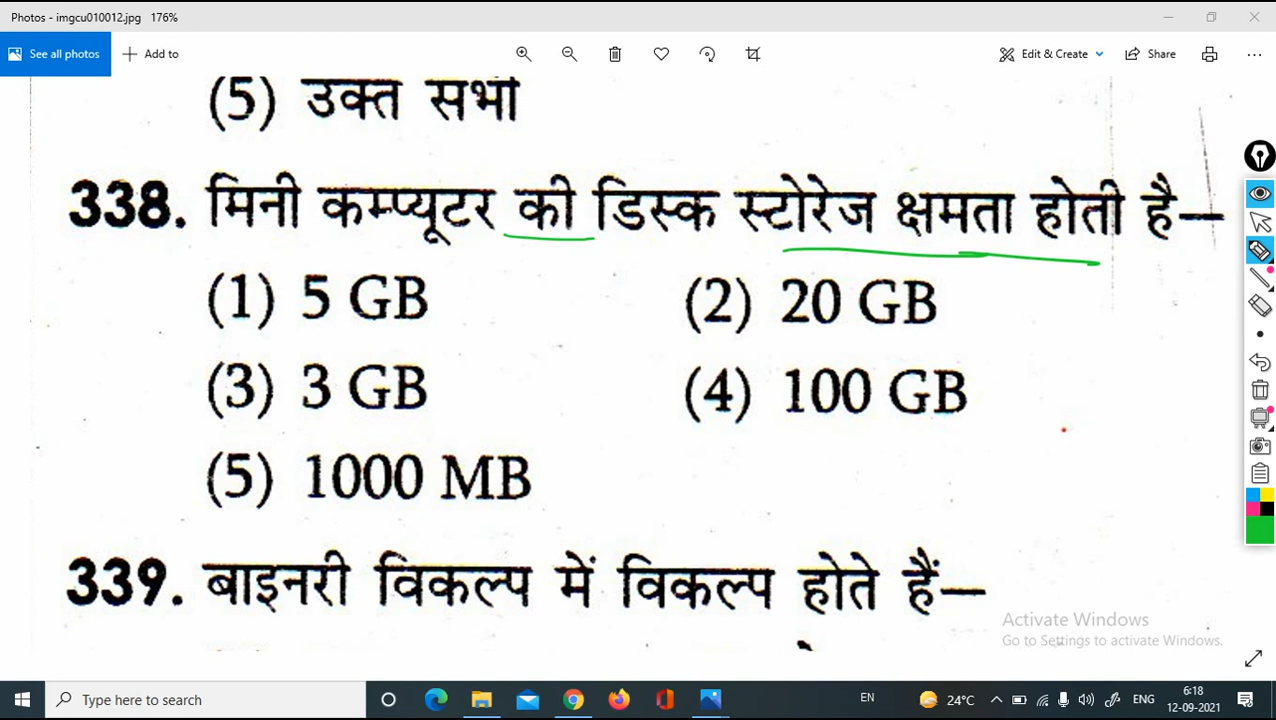 Photos - imgcu010012.jpg 176%
See all photos
Add to
Edit & Create
Share
(5) उक्त सभी
338. मिनी कम्प्यूटर की डिस्क स्टोरेज क्षमता होती है—
(1) 5 GB (2) 20 GB
(3) 3 GB (4) 100 GB
(5) 1000 MB
339. बाइनरी विकल्प में विकल्प होते हैं—
Activate Windows
Go to Settings to activate Windows.
Type here to search
EN
24°C
ENG
6:18
12-09-2021